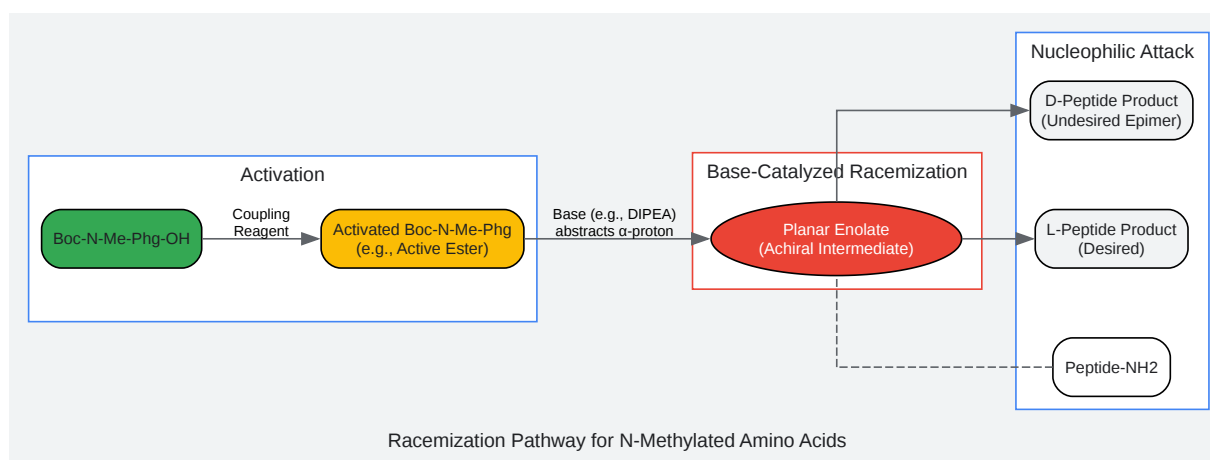 Nucleophilic Attack
D-Peptide Product
(Undesired Epimer)
Activation
Base-Catalyzed Racemization
Boc-N-Me-Phg-OH
Coupling
Reagent
Activated Boc-N-Me-Phg
(e.g., Active Ester)
Base (e.g., DIPEA)
abstracts α-proton
Planar Enolate
(Achiral Intermediate)
L-Peptide Product
(Desired)
Peptide-NH2
Racemization Pathway for N-Methylated Amino Acids